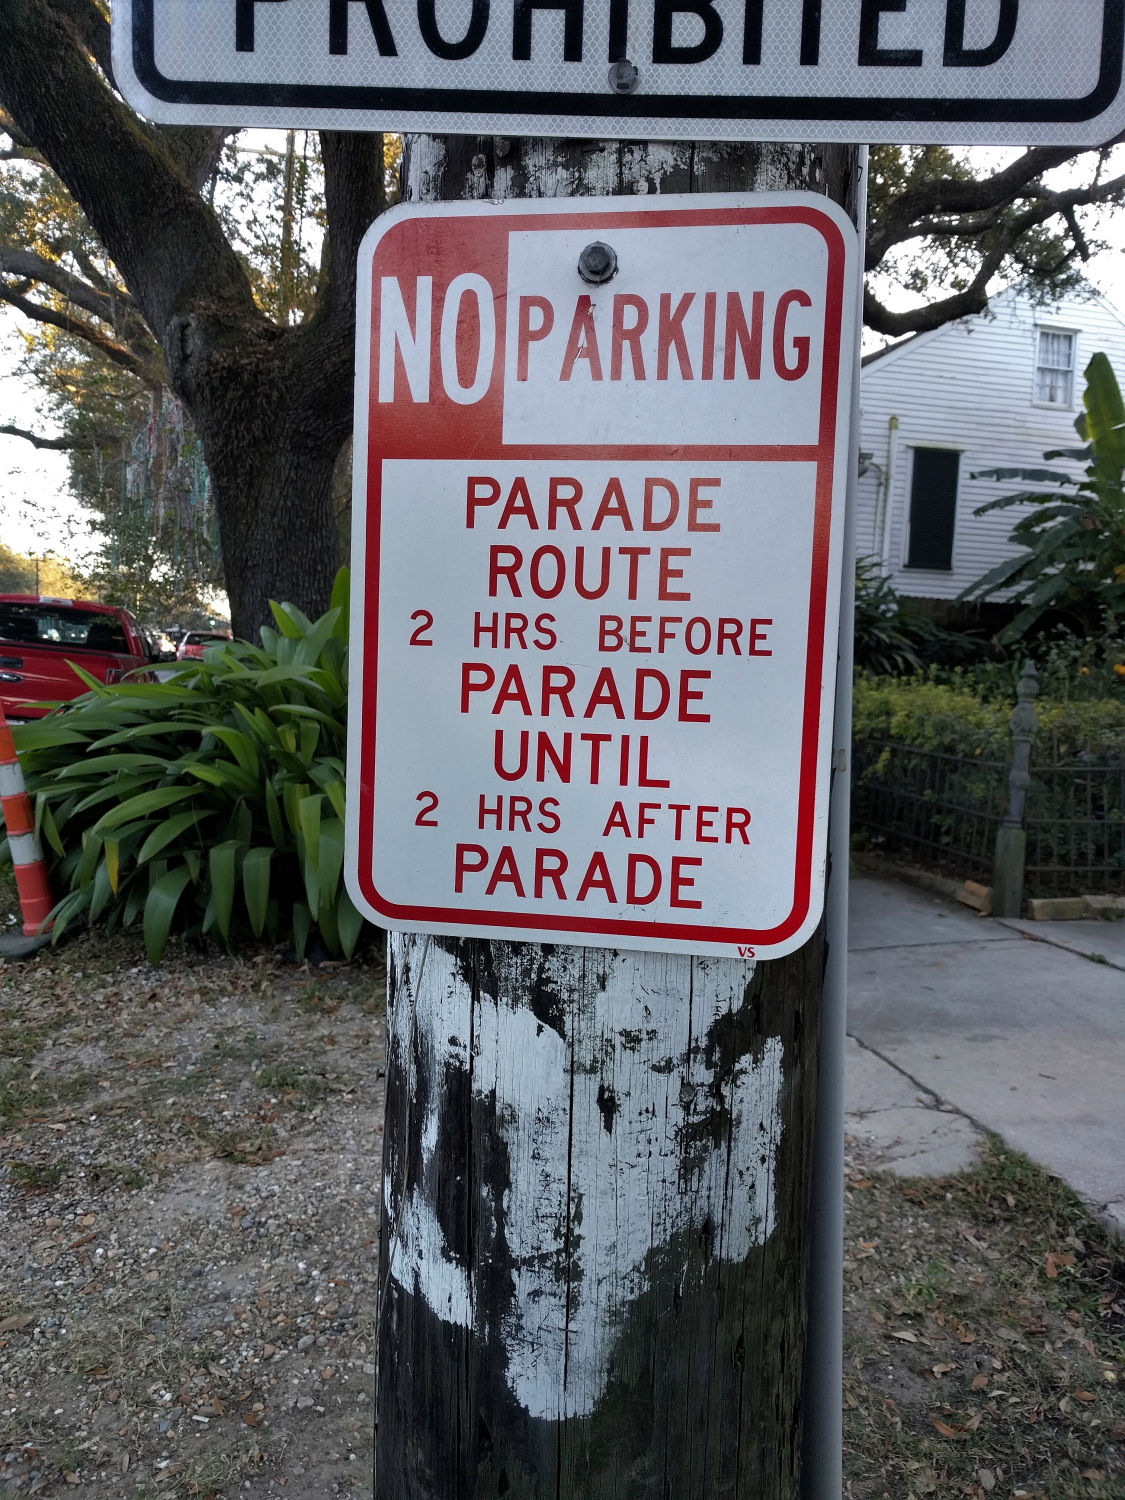 PROHIBITED
NO PARKING
PARADE
ROUTE
2 HRS BEFORE
PARADE
UNTIL
2 HRS AFTER
PARADE
VS